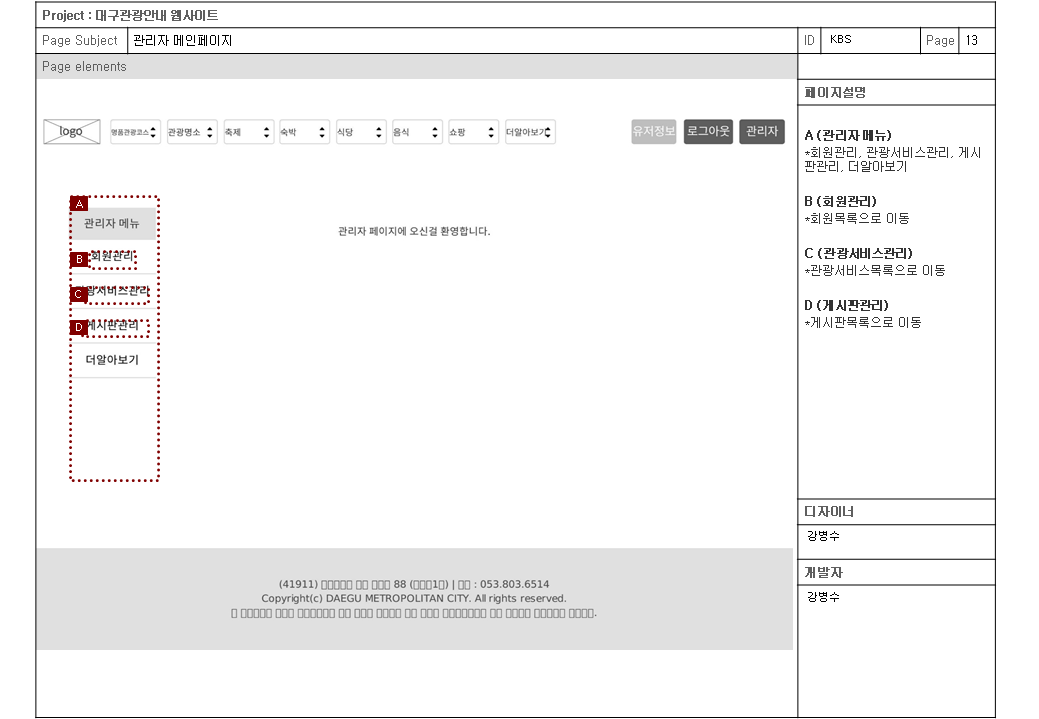 Project : 대구관광안내 웹사이트
Page Subject 관리자 메인페이지 ID KBS Page 13
Page elements
페이지설명
logo 명품관광코스 관광명소 축제 숙박 식당 음식 쇼핑 더알아보기 유저정보 로그아웃 관리자
A
관리자 메뉴
B 회원관리
C 관광서비스관리
D 게시판관리
더알아보기
관리자 페이지에 오신걸 환영합니다.
A (관리자 메뉴)
*회원관리, 관광서비스관리, 게시
판관리, 더알아보기
B (회원관리)
*회원목록으로 이동
C (관광서비스관리)
*관광서비스목록으로 이동
D (게시판관리)
*게시판목록으로 이동
디자이너
강병수
개발자
강병수
(41911) 88 ( 1 ) | : 053.803.6514
Copyright(c) DAEGU METROPOLITAN CITY. All rights reserved.